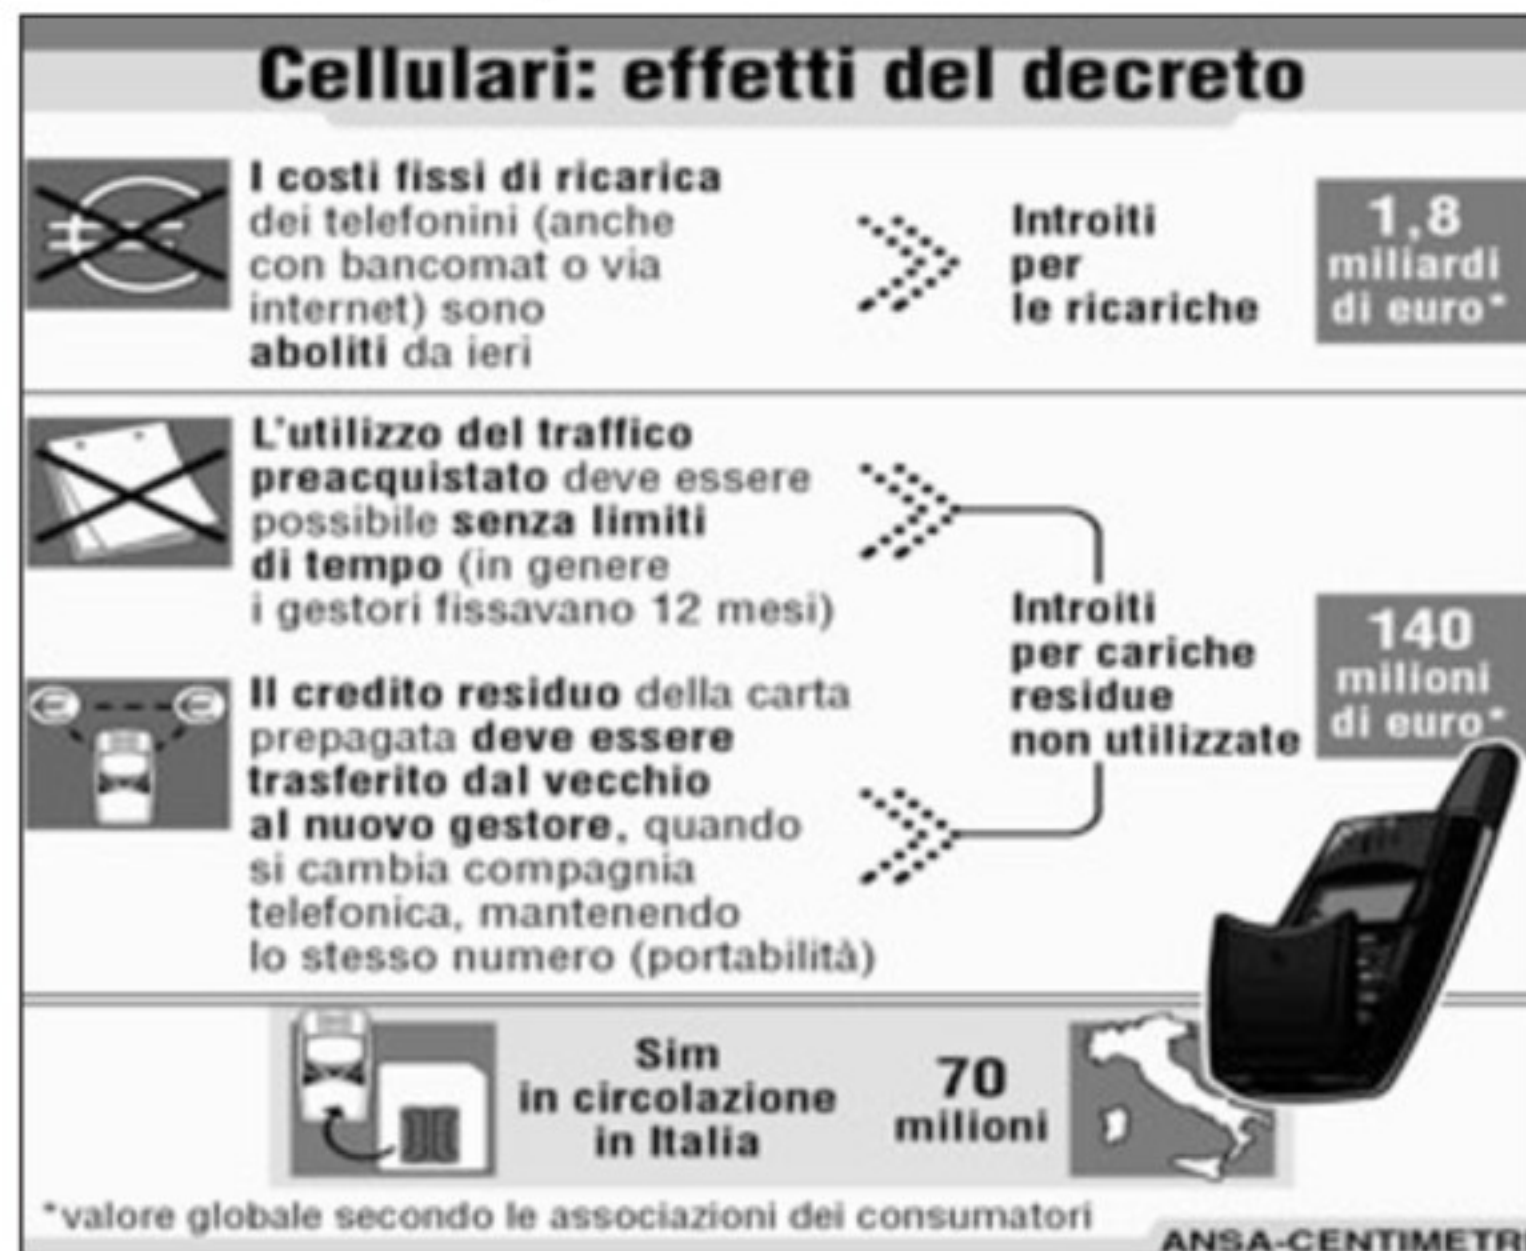 Cellulari: effetti del decreto
I costi fissi di ricarica
dei telefonini (anche
con bancomat o via
internet) sono
aboliti da ieri
Introiti
per
le ricariche
1,8
miliardi
di euro*
L'utilizzo del traffico
preacquistato deve essere
possibile senza limiti
di tempo (in genere
i gestori fissavano 12 mesi)
Il credito residuo della carta
prepagata deve essere
trasferito dal vecchio
al nuovo gestore, quando
si cambia compagnia
telefonica, mantenendo
lo stesso numero (portabilità)
Introiti
per cariche
residue
non utilizzate
140
milioni
di euro*
Sim
in circolazione
in Italia
70
milioni
*valore globale secondo le associazioni dei consumatori
ANSA-CENTIMETRI